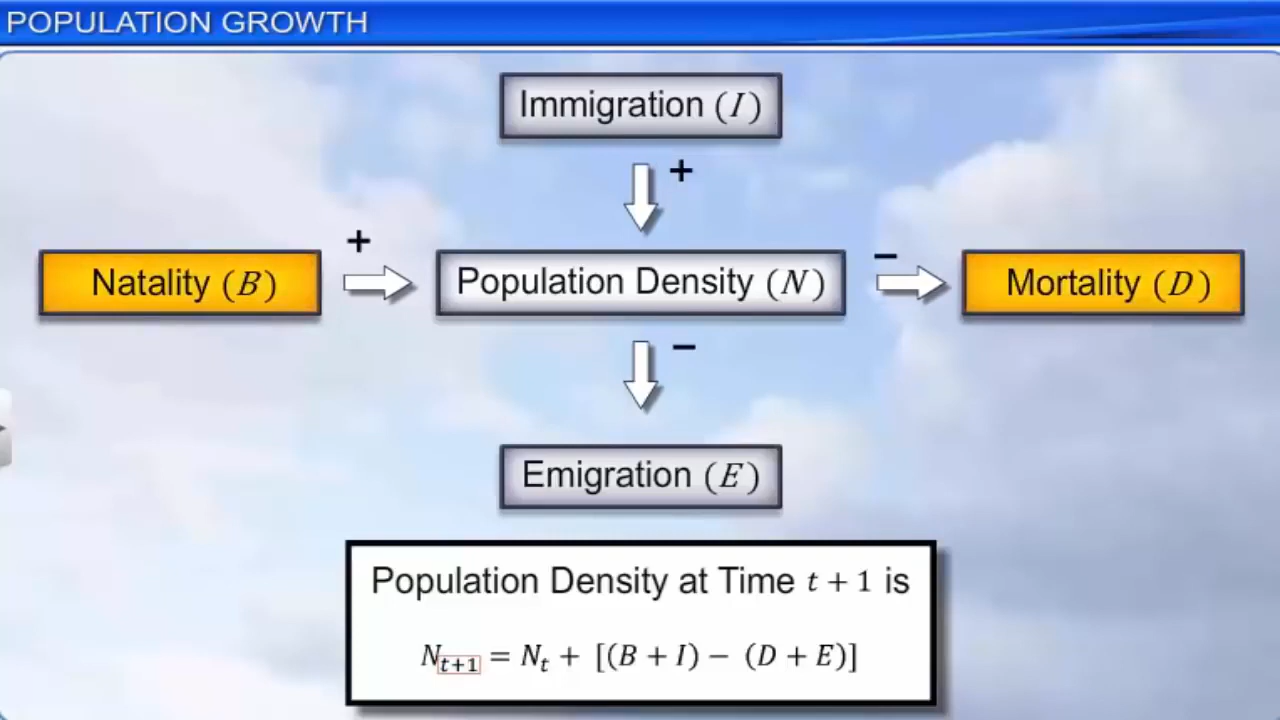 POPULATION GROWTH
Immigration (I)
+
Natality (B)
+
Population Density (N)
−
Mortality (D)
−
Emigration (E)
Population Density at Time t + 1 is
N_{t+1} = N_t + [(B + I) − (D + E)]